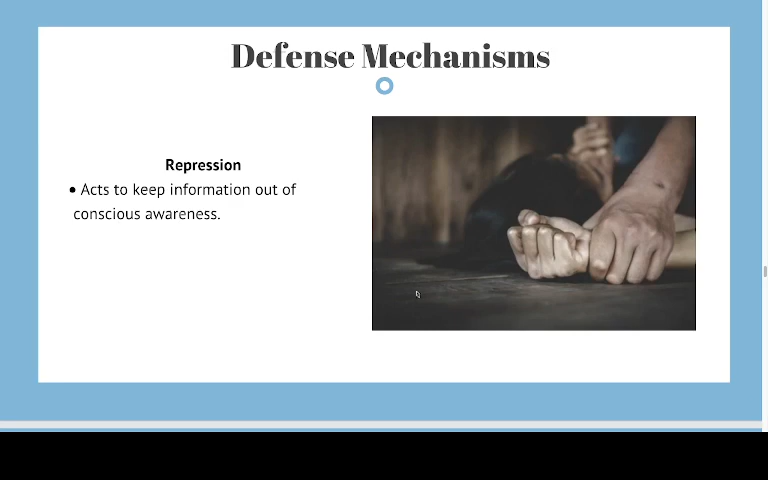 Defense Mechanisms
Repression
• Acts to keep information out of
conscious awareness.